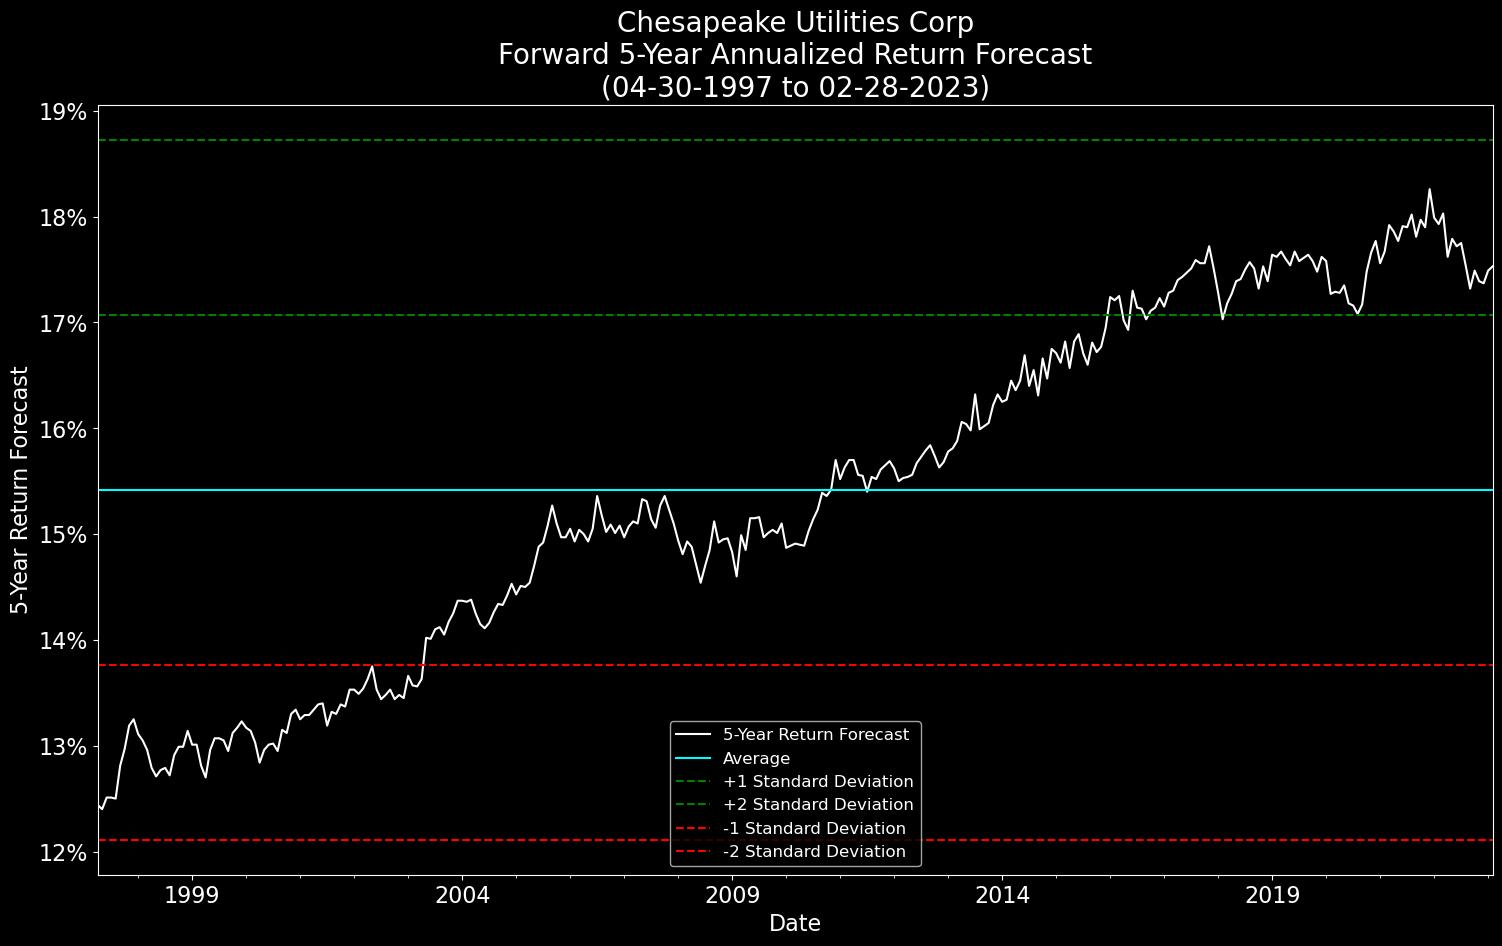 Chesapeake Utilities Corp
Forward 5-Year Annualized Return Forecast
(04-30-1997 to 02-28-2023)
19%
18%
17%
16%
15%
14%
13%
12%
5-Year Return Forecast
5-Year Return Forecast
Average
+1 Standard Deviation
+2 Standard Deviation
-1 Standard Deviation
-2 Standard Deviation
1999 2004 2009 2014 2019
Date